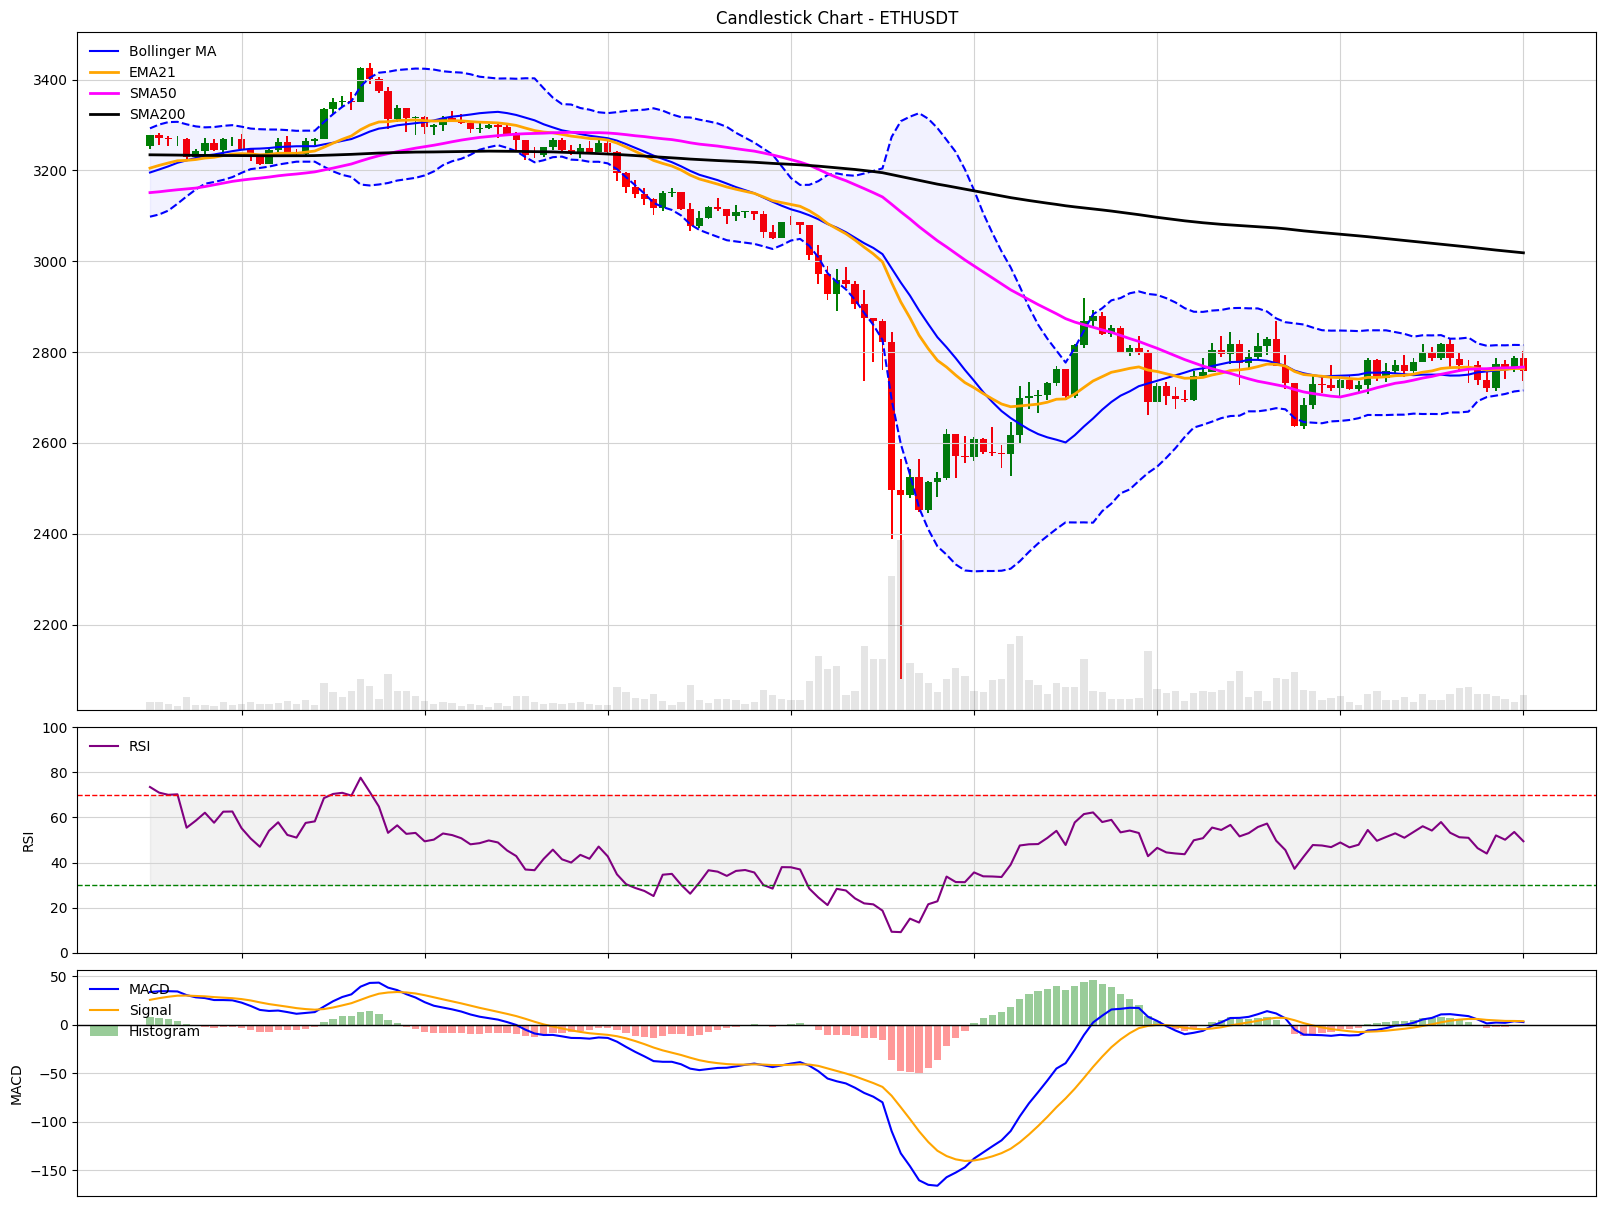 Candlestick Chart - ETHUSDT
Bollinger MA
EMA21
SMA50
SMA200
3400
3200
3000
2800
2600
2400
2200
RSI
RSI
100
80
60
40
20
0
MACD
Signal
Histogram
MACD
50
0
−50
−100
−150